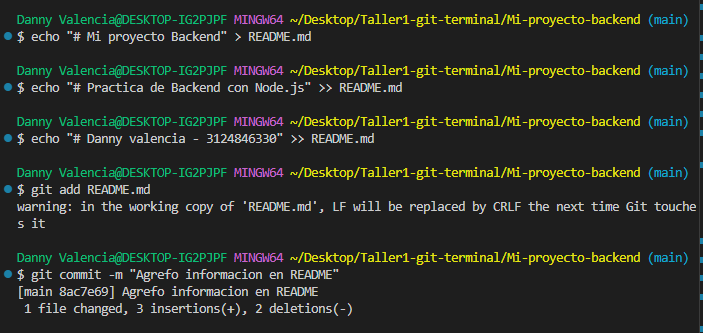 Danny Valencia@DESKTOP-IG2PJPF MINGW64 ~/Desktop/Taller1-git-terminal/Mi-proyecto-backend (main)
$ echo "# Mi proyecto Backend" > README.md
Danny Valencia@DESKTOP-IG2PJPF MINGW64 ~/Desktop/Taller1-git-terminal/Mi-proyecto-backend (main)
$ echo "# Practica de Backend con Node.js" >> README.md
Danny Valencia@DESKTOP-IG2PJPF MINGW64 ~/Desktop/Taller1-git-terminal/Mi-proyecto-backend (main)
$ echo "# Danny valencia - 3124846330" >> README.md
Danny Valencia@DESKTOP-IG2PJPF MINGW64 ~/Desktop/Taller1-git-terminal/Mi-proyecto-backend (main)
$ git add README.md
warning: in the working copy of 'README.md', LF will be replaced by CRLF the next time Git touche
s it
Danny Valencia@DESKTOP-IG2PJPF MINGW64 ~/Desktop/Taller1-git-terminal/Mi-proyecto-backend (main)
$ git commit -m "Agrefo informacion en README"
[main 8ac7e69] Agrefo informacion en README
1 file changed, 3 insertions(+), 2 deletions(-)